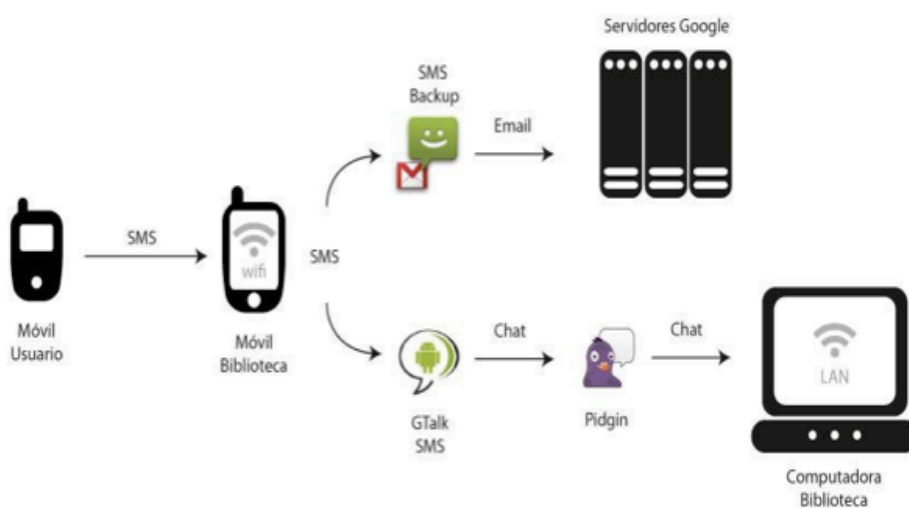 Servidores Google
SMS
Backup
Email
SMS
wifi
SMS
Móvil
Usuario
Móvil
Biblioteca
Chat
Chat
LAN
GTalk
SMS
Pidgin
Computadora
Biblioteca